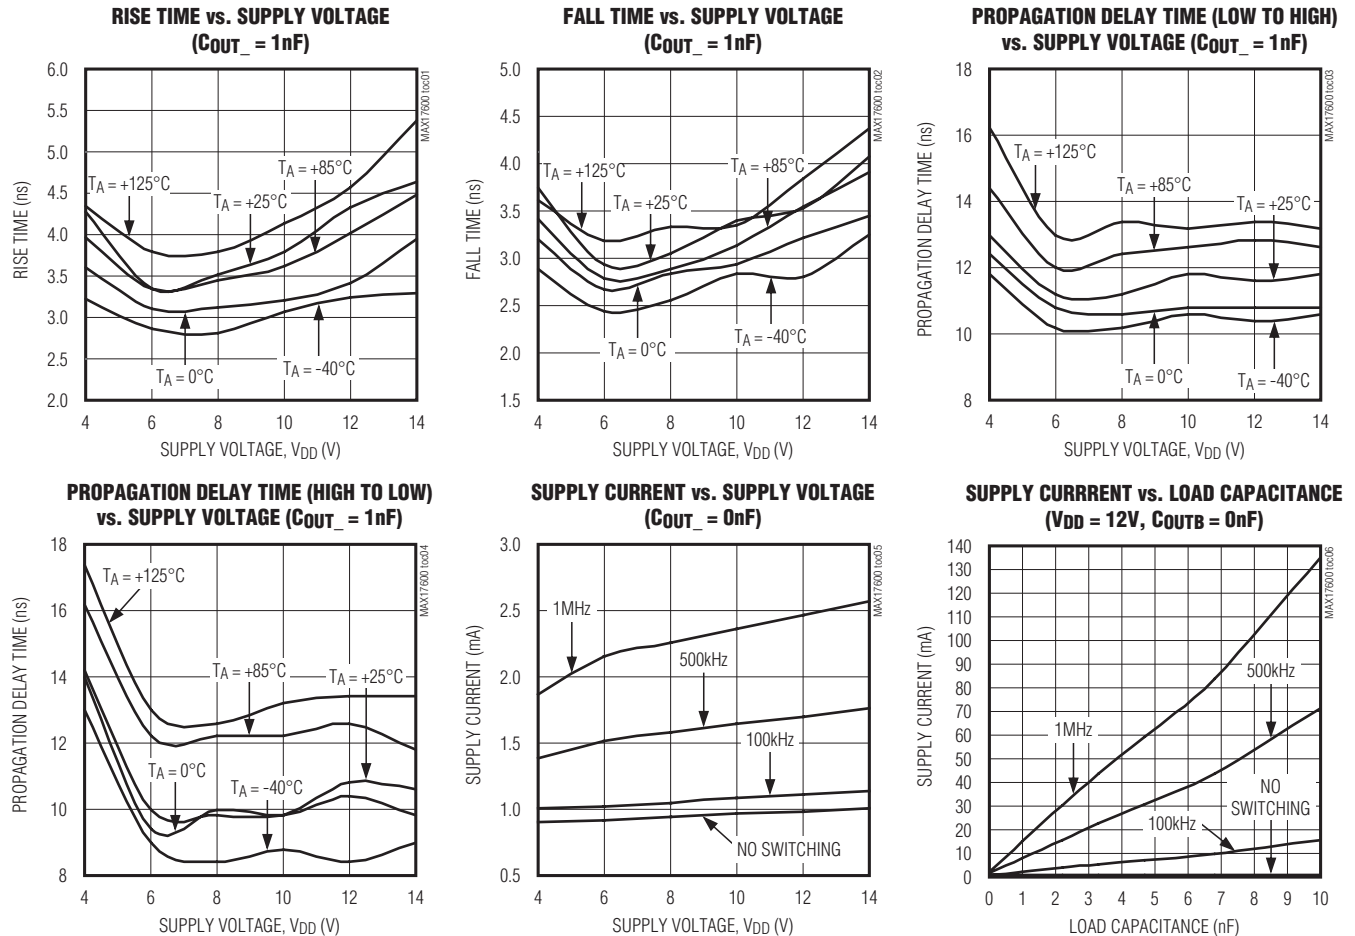 RISE TIME vs. SUPPLY VOLTAGE
(COUT_ = 1nF)
6.0
5.5
5.0
4.5
4.0
3.5
3.0
2.5
2.0
RISE TIME (ns)
MAX17600 toc01
TA = +125°C
TA = +85°C
TA = +25°C
TA = 0°C
TA = -40°C
4 6 8 10 12 14
SUPPLY VOLTAGE, VDD (V)
FALL TIME vs. SUPPLY VOLTAGE
(COUT_ = 1nF)
5.0
4.5
4.0
3.5
3.0
2.5
2.0
1.5
FALL TIME (ns)
MAX17600 toc02
TA = +125°C
TA = +85°C
TA = +25°C
TA = 0°C
TA = -40°C
4 6 8 10 12 14
SUPPLY VOLTAGE, VDD (V)
PROPAGATION DELAY TIME (LOW TO HIGH)
vs. SUPPLY VOLTAGE (COUT_ = 1nF)
18
16
14
12
10
8
PROPAGATION DELAY TIME (ns)
MAX17600 toc03
TA = +125°C
TA = +85°C
TA = +25°C
TA = 0°C
TA = -40°C
4 6 8 10 12 14
SUPPLY VOLTAGE, VDD (V)
PROPAGATION DELAY TIME (HIGH TO LOW)
vs. SUPPLY VOLTAGE (COUT_ = 1nF)
18
16
14
12
10
8
PROPAGATION DELAY TIME (ns)
MAX17600 toc04
TA = +125°C
TA = +85°C
TA = +25°C
TA = 0°C
TA = -40°C
4 6 8 10 12 14
SUPPLY VOLTAGE, VDD (V)
SUPPLY CURRENT vs. SUPPLY VOLTAGE
(COUT_ = 0nF)
3.0
2.5
2.0
1.5
1.0
0.5
SUPPLY CURRENT (mA)
MAX17600 toc05
1MHz
500kHz
100kHz
NO SWITCHING
4 6 8 10 12 14
SUPPLY VOLTAGE, VDD (V)
SUPPLY CURRRENT vs. LOAD CAPACITANCE
(VDD = 12V, COUTB = 0nF)
140
130
120
110
100
90
80
70
60
50
40
30
20
10
0
SUPPLY CURRENT (mA)
MAX17600 toc06
500kHz
1MHz
NO
SWITCHING
100kHz
0 1 2 3 4 5 6 7 8 9 10
LOAD CAPACITANCE (nF)